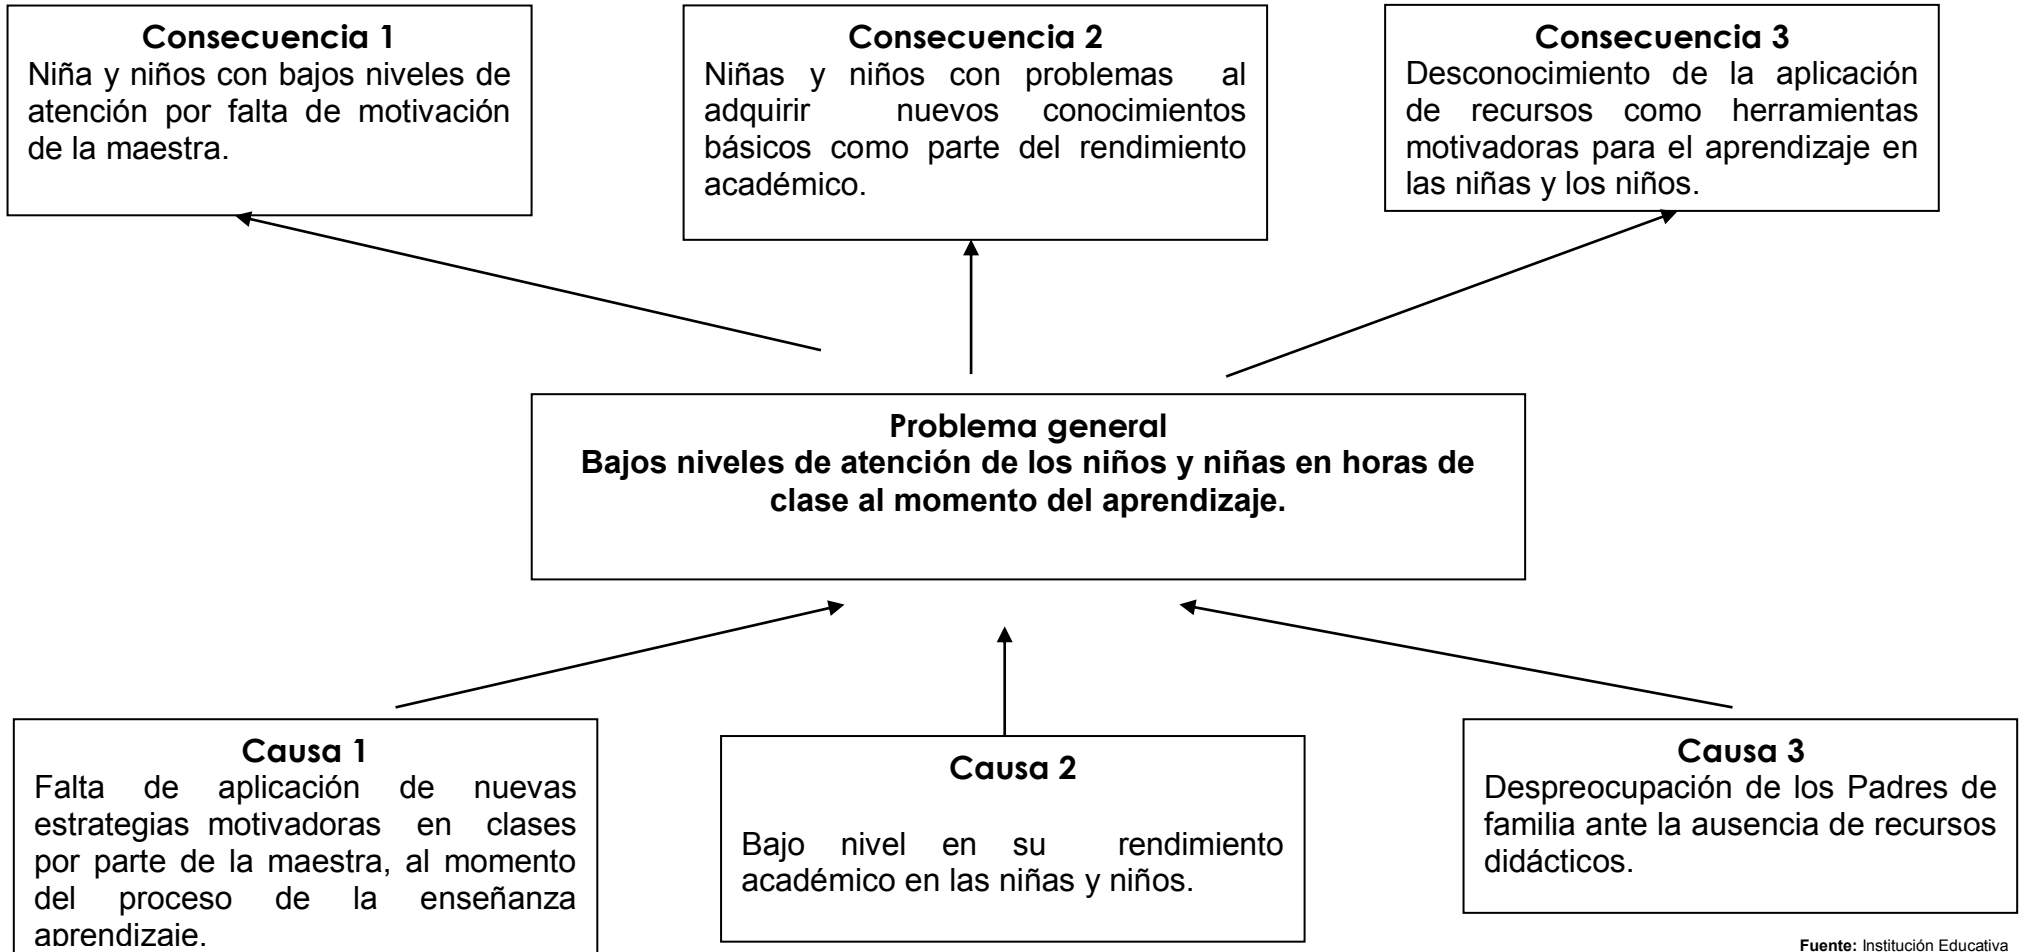 Consecuencia 1
Niña y niños con bajos niveles de
atención por falta de motivación
de la maestra.
Consecuencia 2
Niñas y niños con problemas al
adquirir nuevos conocimientos
básicos como parte del rendimiento
académico.
Consecuencia 3
Desconocimiento de la aplicación
de recursos como herramientas
motivadoras para el aprendizaje en
las niñas y los niños.
Problema general
Bajos niveles de atención de los niños y niñas en horas de
clase al momento del aprendizaje.
Causa 1
Falta de aplicación de nuevas
estrategias motivadoras en clases
por parte de la maestra, al momento
del proceso de la enseñanza
aprendizaje.
Causa 2
Bajo nivel en su rendimiento
académico en las niñas y niños.
Causa 3
Despreocupación de los Padres de
familia ante la ausencia de recursos
didácticos.
Fuente: Institución Educativa